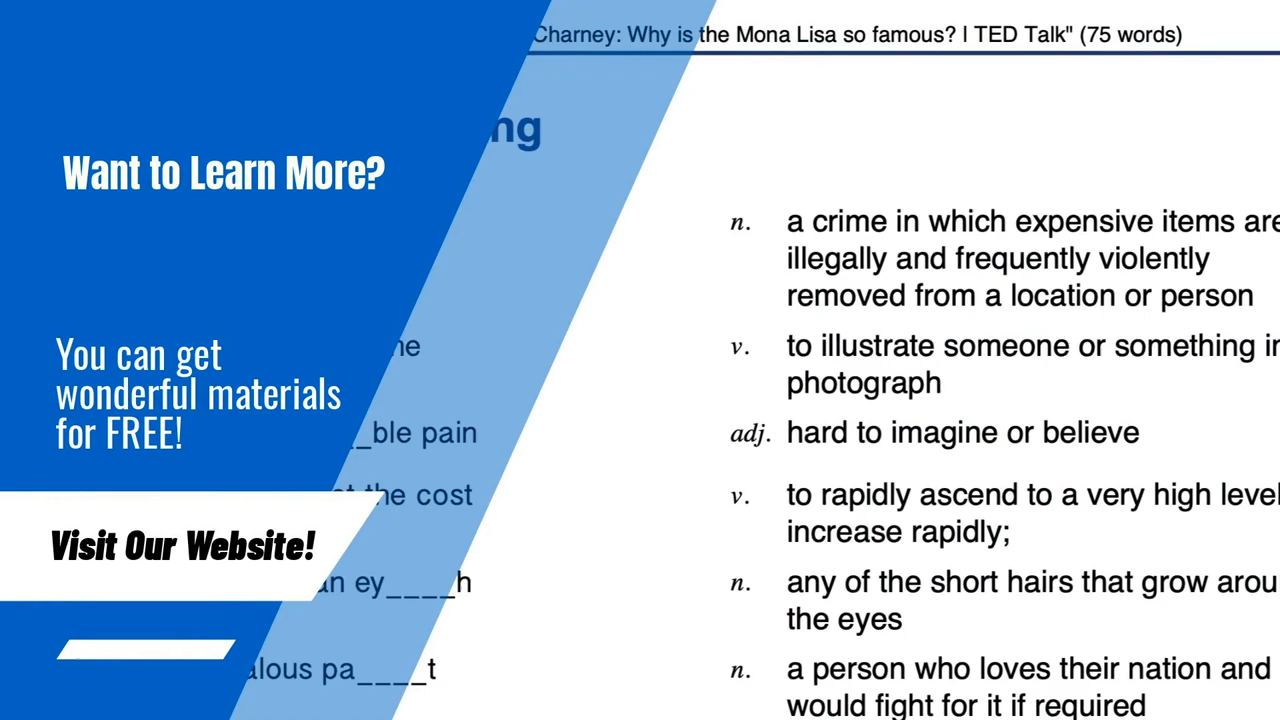 Charney: Why is the Mona Lisa so famous? | TED Talk" (75 words)
ng
Want to Learn More?
n. a crime in which expensive items are
illegally and frequently violently
removed from a location or person
You can get
wonderful materials
for FREE!
ne
v. to illustrate someone or something in
photograph
_ble pain
adj. hard to imagine or believe
the cost
v. to rapidly ascend to a very high level
increase rapidly;
Visit Our Website!
an ey____h
n. any of the short hairs that grow arou
the eyes
alous pa____t
n. a person who loves their nation and
would fight for it if required